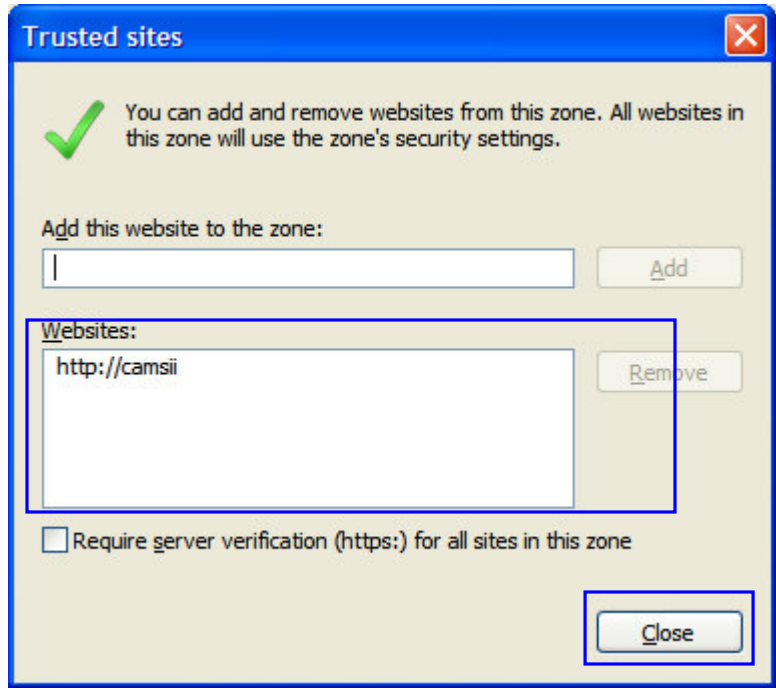 Trusted sites
You can add and remove websites from this zone. All websites in
this zone will use the zone's security settings.
Add this website to the zone:
Add
Websites:
http://camsii
Remove
Require server verification (https:) for all sites in this zone
Close